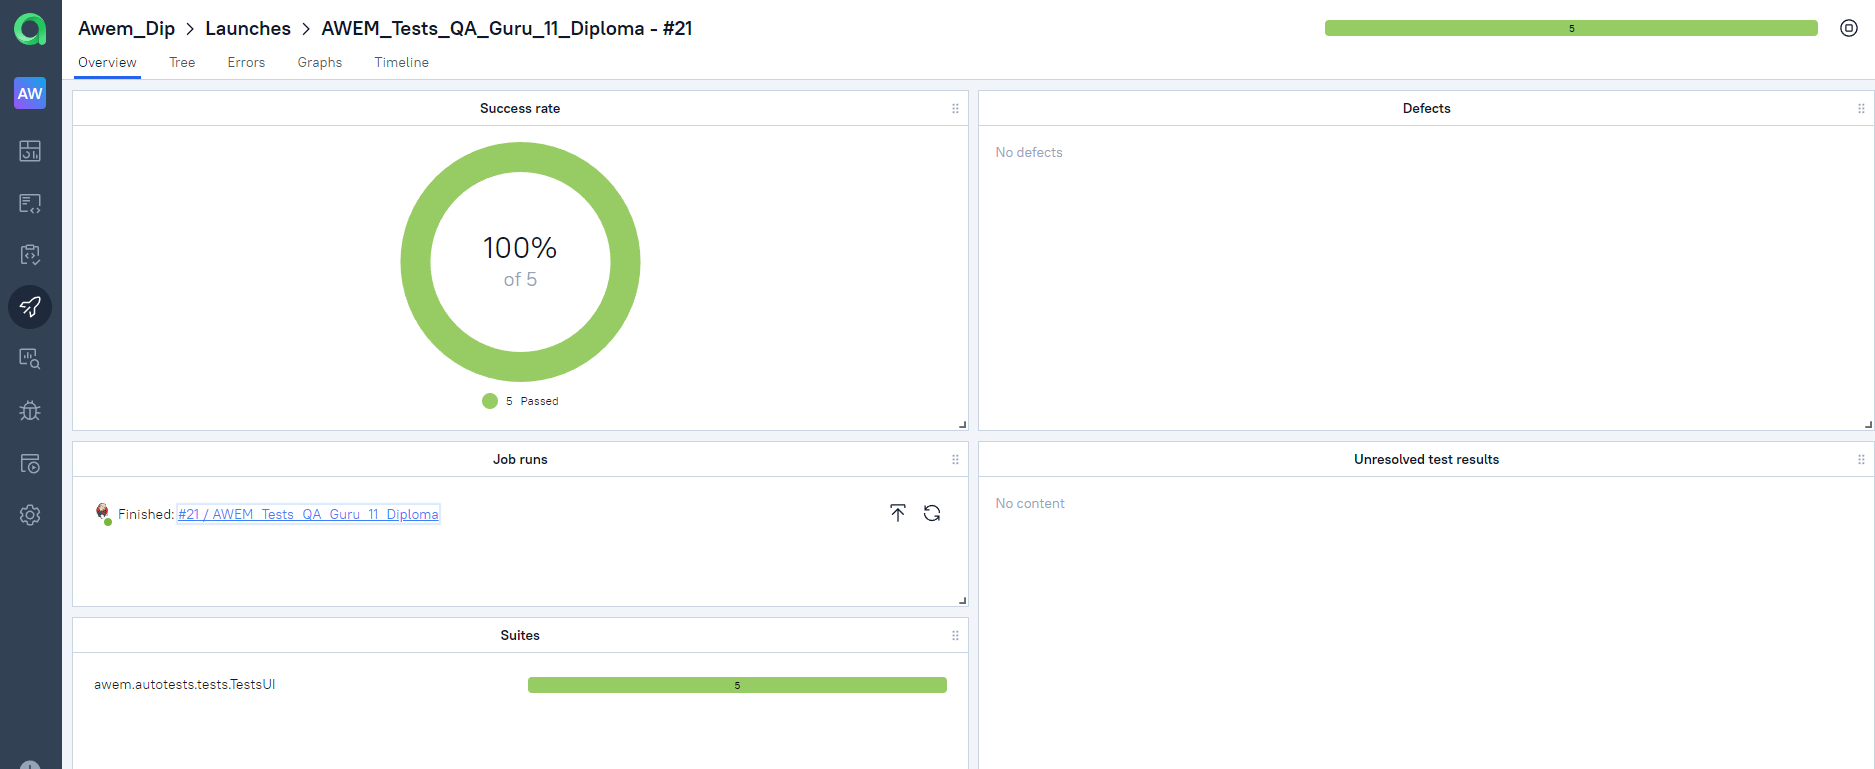 Awem_Dip > Launches > AWEM_Tests_QA_Guru_11_Diploma - #21
5
Overview Tree Errors Graphs Timeline
AW
Success rate
100%
of 5
5 Passed
Defects
No defects
Job runs
Finished: #21 / AWEM_Tests_QA_Guru_11_Diploma
Unresolved test results
No content
Suites
awem.autotests.tests.TestsUI
5